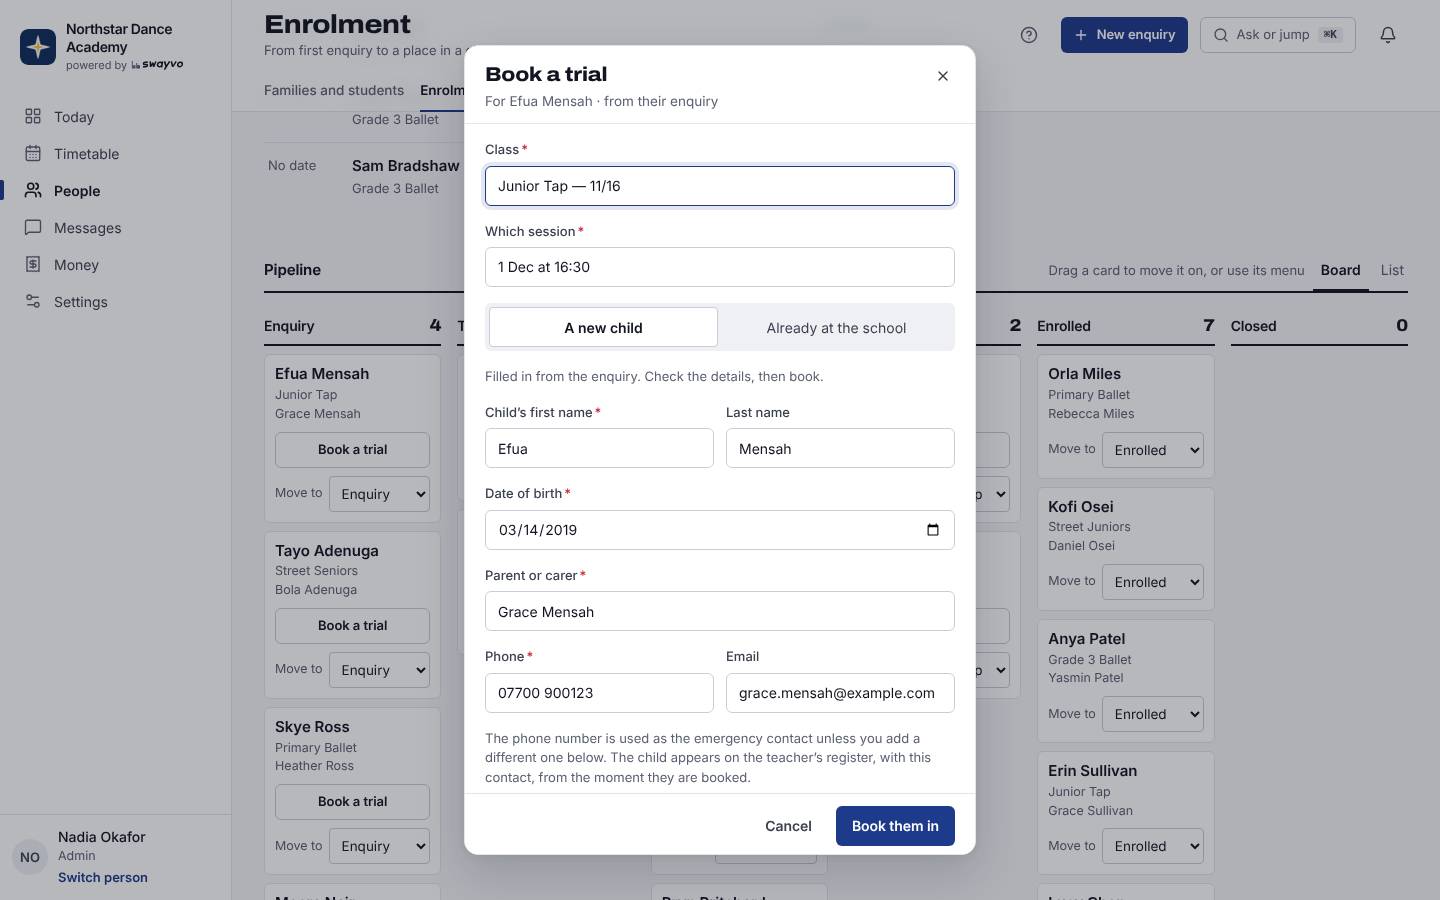 Northstar Dance
Academy
powered by swayvo
Today
Timetable
People
Messages
Money
Settings
Nadia Okafor
NO
Admin
Switch person
Enrolment
From first enquiry to a place in a
New enquiry
Ask or jump
⌘K
Families and students
Grade 3 Ballet
No date
Sam Bradshaw
Grade 3 Ballet
Pipeline
Drag a card to move it on, or use its menu
Board
List
Enquiry 4
2
Enrolled 7
Closed 0
Efua Mensah
Junior Tap
Grace Mensah
Book a trial
Move to Enquiry
Tayo Adenuga
Street Seniors
Bola Adenuga
Book a trial
Move to Enquiry
Skye Ross
Primary Ballet
Heather Ross
Book a trial
Move to Enquiry
Orla Miles
Primary Ballet
Rebecca Miles
Move to Enrolled
Kofi Osei
Street Juniors
Daniel Osei
Move to Enrolled
Anya Patel
Grade 3 Ballet
Yasmin Patel
Move to Enrolled
Erin Sullivan
Junior Tap
Grace Sullivan
Move to Enrolled
Book a trial
For Efua Mensah · from their enquiry
Class*
Junior Tap — 11/16
Which session*
1 Dec at 16:30
A new child
Already at the school
Filled in from the enquiry. Check the details, then book.
Child's first name*
Last name
Efua
Mensah
Date of birth*
03/14/2019
Parent or carer*
Grace Mensah
Phone*
Email
07700 900123
grace.mensah@example.com
The phone number is used as the emergency contact unless you add a
different one below. The child appears on the teacher's register, with this
contact, from the moment they are booked.
Cancel
Book them in